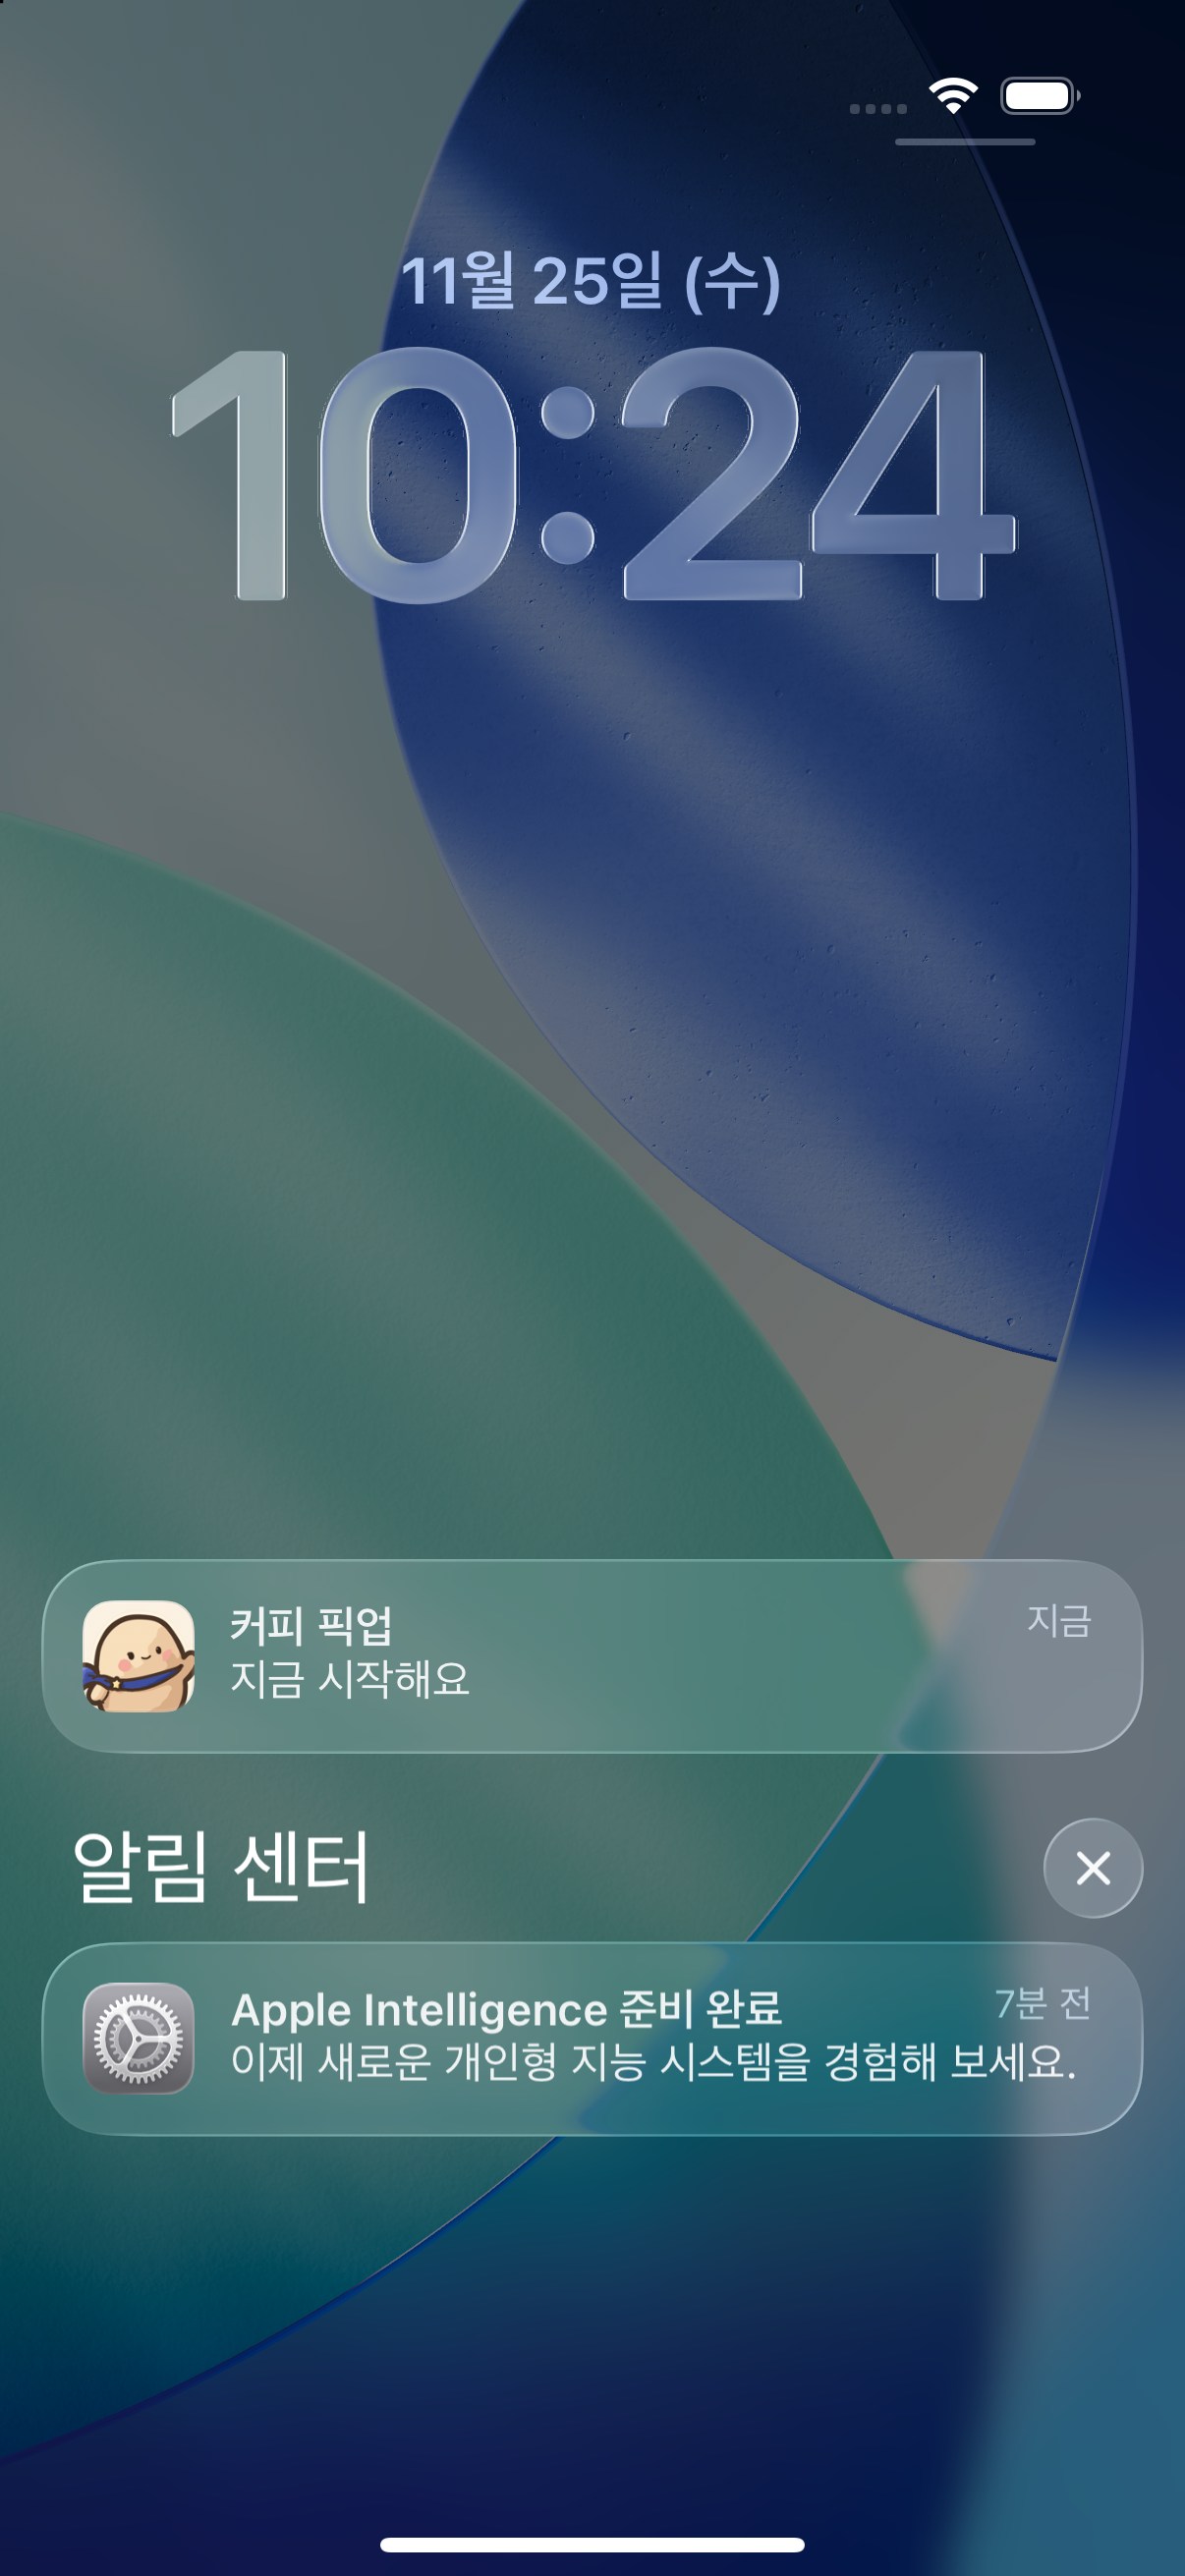 11월 25일 (수)
10:24
커피 픽업
지금
지금 시작해요
알림 센터
Apple Intelligence 준비 완료
7분 전
이제 새로운 개인형 지능 시스템을 경험해 보세요.